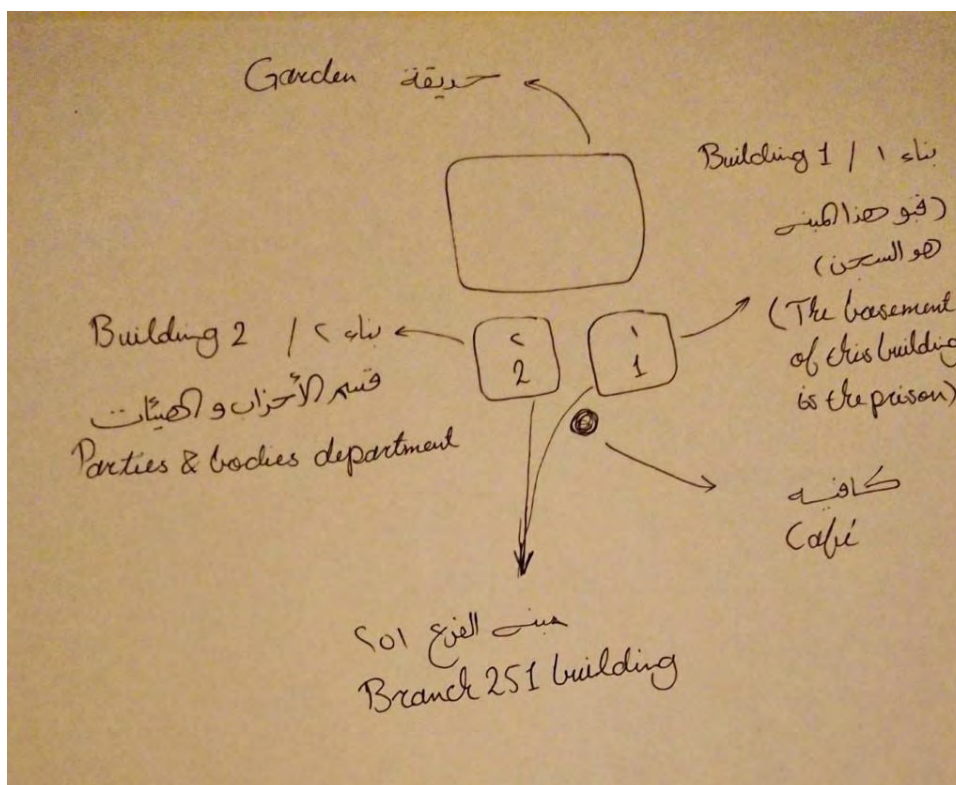 Garden حديقة
Building 1 / ١ بناء
(قبو هذا المبنى
هو السجن)
(The basement
of this building
is the prison)
Building 2 / ٢ بناء
قسم الأحزاب و الهيئات
Parties & bodies department
٢
2
١
1
كافيه
Café
مبنى الفرع ٢٥١
Branch 251 building